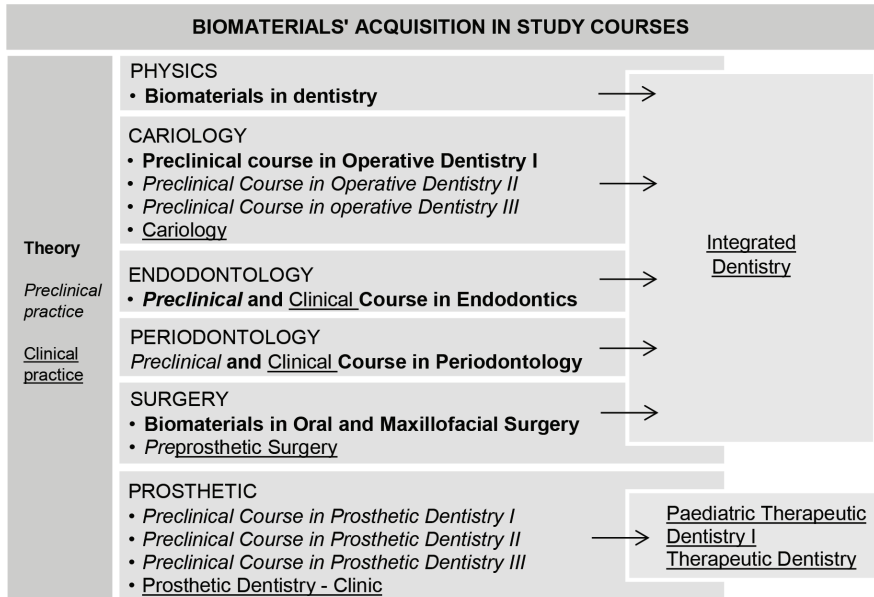 BIOMATERIALS' ACQUISITION IN STUDY COURSES
Theory
Preclinical
practice
Clinical
practice
PHYSICS
• Biomaterials in dentistry
CARIOLOGY
• Preclinical course in Operative Dentistry I
• Preclinical Course in Operative Dentistry II
• Preclinical Course in operative Dentistry III
• Cariology
ENDODONTOLOGY
• Preclinical and Clinical Course in Endodontics
PERIODONTOLOGY
Preclinical and Clinical Course in Periodontology
SURGERY
• Biomaterials in Oral and Maxillofacial Surgery
• Preprosthetic Surgery
Integrated
Dentistry
PROSTHETIC
• Preclinical Course in Prosthetic Dentistry I
• Preclinical Course in Prosthetic Dentistry II
• Preclinical Course in Prosthetic Dentistry III
• Prosthetic Dentistry - Clinic
Paediatric Therapeutic
Dentistry I
Therapeutic Dentistry